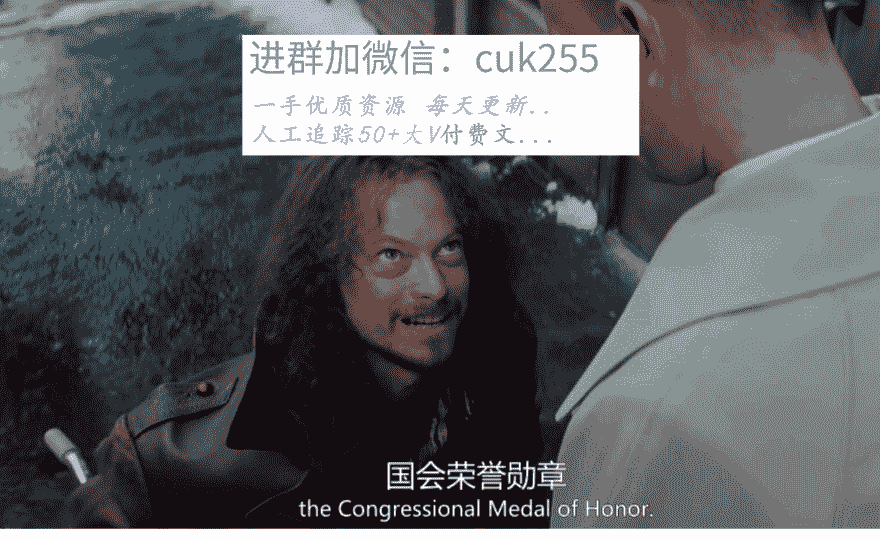 进群加微信：cuk255
一手优质资源 每天更新..
人工追踪50+大V付费文...
国会荣誉勋章
the Congressional Medal of Honor.